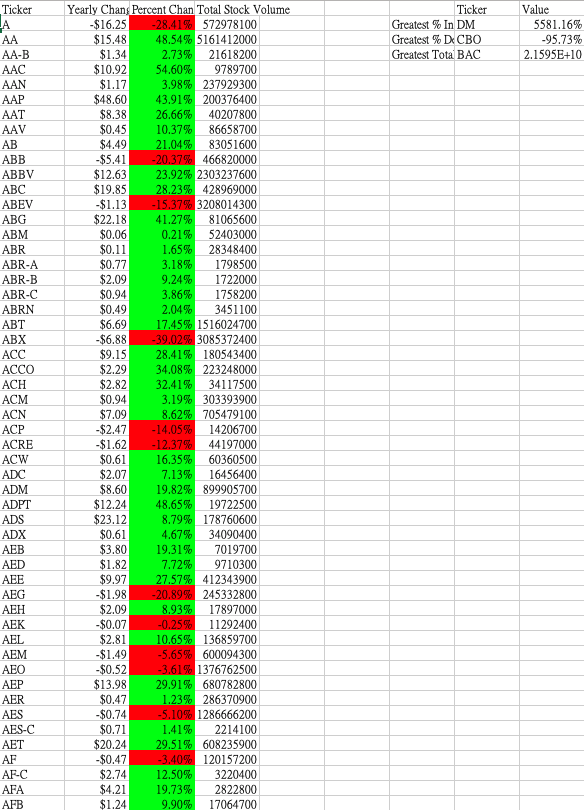 Ticker Yearly Chang Percent Chan Total Stock Volume Ticker Value
A -$16.25 -28.41% 572978100 Greatest % In DM 5581.16%
AA $15.48 48.54% 5161412000 Greatest % De CBO -95.73%
AA-B $1.34 2.73% 21618200 Greatest Total BAC 2.1595E+10
AAC $10.92 54.60% 9789700
AAN $1.17 3.98% 237929300
AAP $48.60 43.91% 200376400
AAT $8.38 26.66% 40207800
AAV $0.45 10.37% 86658700
AB $4.49 21.04% 83051600
ABB -$5.41 -20.37% 466820000
ABBV $12.63 23.92% 2303237600
ABC $19.85 28.23% 428969000
ABEV -$1.13 -15.37% 3208014300
ABG $22.18 41.27% 81065600
ABM $0.06 0.21% 52403000
ABR $0.11 1.65% 28348400
ABR-A $0.77 3.18% 1798500
ABR-B $2.09 9.24% 1722000
ABR-C $0.94 3.86% 1758200
ABRN $0.49 2.04% 3451100
ABT $6.69 17.45% 1516024700
ABX -$6.88 -39.02% 3085372400
ACC $9.15 28.41% 180543400
ACCO $2.29 34.08% 223248000
ACH $2.82 32.41% 34117500
ACM $0.94 3.19% 303393900
ACN $7.09 8.62% 705479100
ACP -$2.47 -14.05% 14206700
ACRE -$1.62 -12.37% 44197000
ACW $0.61 16.35% 60360500
ADC $2.07 7.13% 16456400
ADM $8.60 19.82% 899905700
ADPT $12.24 48.65% 19722500
ADS $23.12 8.79% 178760600
ADX $0.61 4.67% 34090400
AEB $3.80 19.31% 7019700
AED $1.82 7.72% 9710300
AEE $9.97 27.57% 412343900
AEG -$1.98 -20.89% 245332800
AEH $2.09 8.93% 17897000
AEK -$0.07 -0.25% 11292400
AEL $2.81 10.65% 136859700
AEM -$1.49 -5.65% 600094300
AEO -$0.52 -3.61% 1376762500
AEP $13.98 29.91% 680782800
AER $0.47 1.23% 286370900
AES -$0.74 -5.10% 1286666200
AES-C $0.71 1.41% 2214100
AET $20.24 29.51% 608235900
AF -$0.47 -3.40% 120157200
AF-C $2.74 12.50% 3220400
AFA $4.21 19.73% 2822800
AFB $1.24 9.90% 17064700